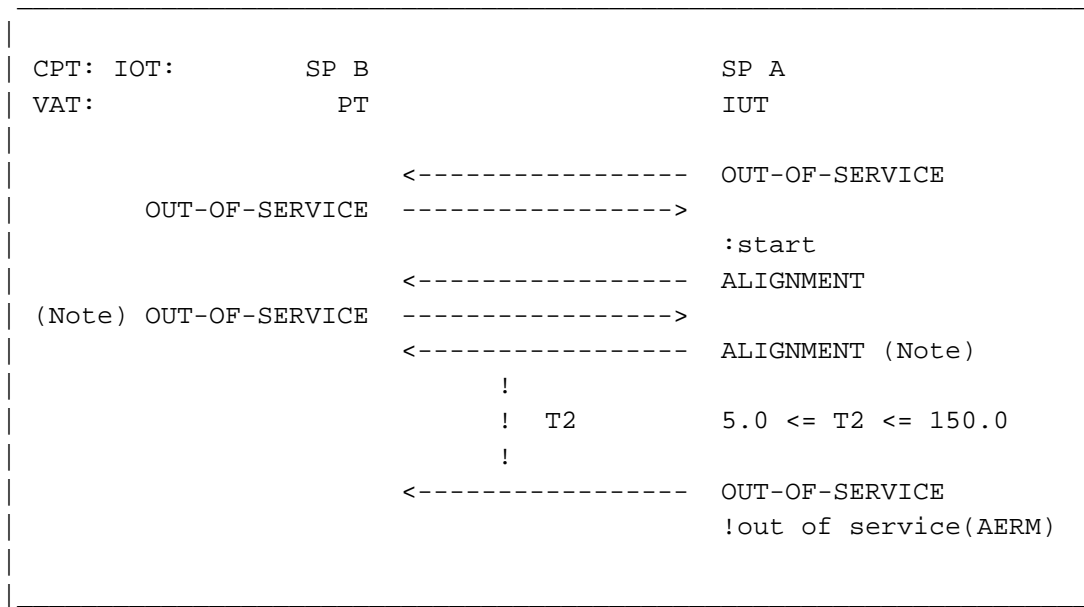 CPT: IOT: SP B SP A
VAT: PT IUT
<----------------- OUT-OF-SERVICE
OUT-OF-SERVICE ----------------->
:start
<----------------- ALIGNMENT
(Note) OUT-OF-SERVICE ----------------->
<----------------- ALIGNMENT (Note)
!
! T2 5.0 <= T2 <= 150.0
!
<----------------- OUT-OF-SERVICE
!out of service(AERM)